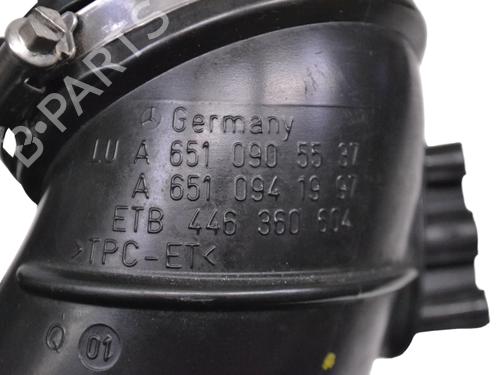 Germany
LU A 651 090 55 37
A 651 094 19 97
ETB 446 360 604
>TPC-ET<
Q 01
B-PARTS